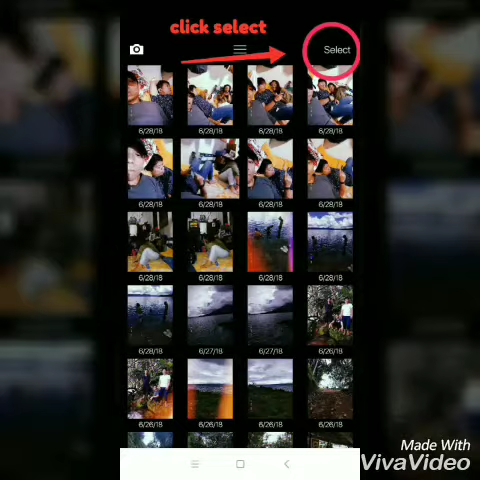 click select
Select
6/28/18 6/28/18 6/28/18 6/28/18
6/28/18 6/28/18 6/28/18 6/28/18
6/28/18 6/28/18 6/28/18 6/28/18
6/28/18 6/27/18 6/27/18 6/26/18
6/26/18 6/26/18 6/26/18 6/26/18
Made With
VivaVideo